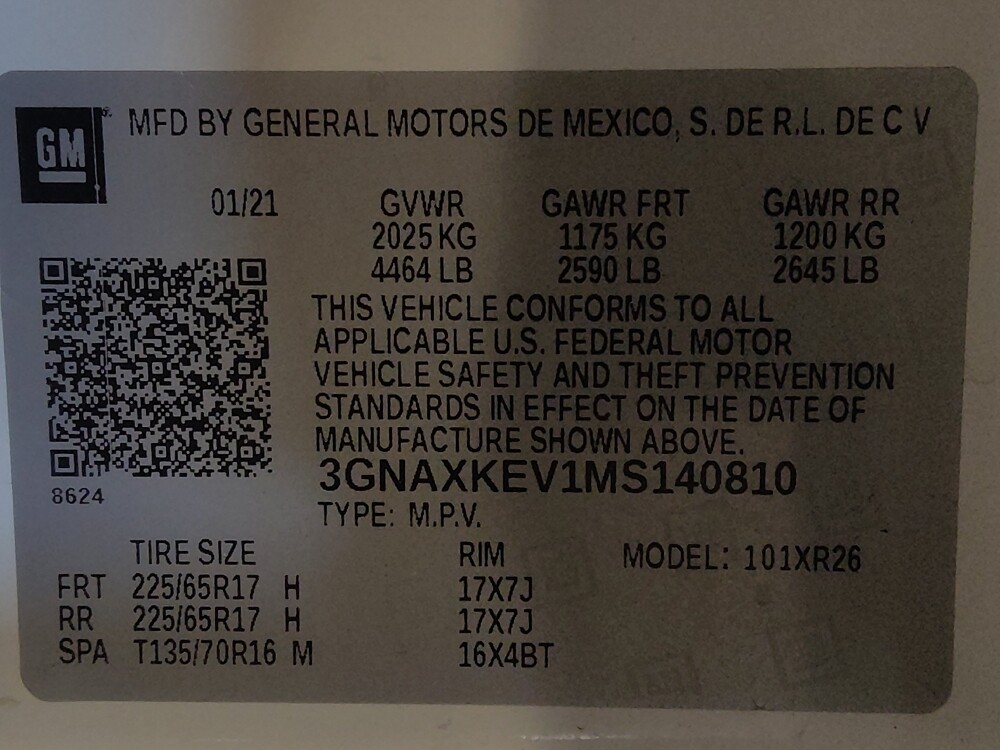 GM
MFD BY GENERAL MOTORS DE MEXICO, S. DE R.L. DE C V
01/21 GVWR GAWR FRT GAWR RR
2025 KG 1175 KG 1200 KG
4464 LB 2590 LB 2645 LB
THIS VEHICLE CONFORMS TO ALL
APPLICABLE U.S. FEDERAL MOTOR
VEHICLE SAFETY AND THEFT PREVENTION
STANDARDS IN EFFECT ON THE DATE OF
MANUFACTURE SHOWN ABOVE.
3GNAXKEV1MS140810
8624
TYPE: M.P.V.
TIRE SIZE RIM MODEL: 101XR26
FRT 225/65R17 H 17X7J
RR 225/65R17 H 17X7J
SPA T135/70R16 M 16X4BT